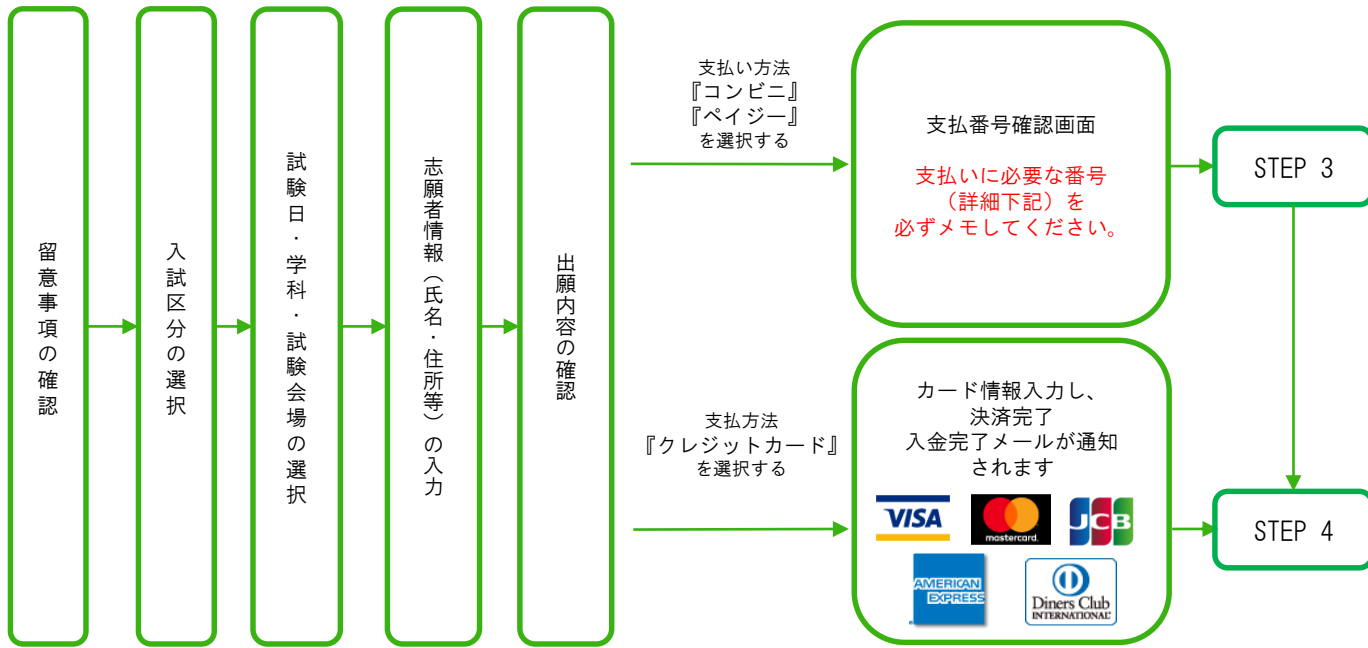 留意事項の確認
入試区分の選択
試験日・学科・試験会場の選択
志願者情報（氏名・住所等）の入力
出願内容の確認
支払い方法
『コンビニ』
『ペイジー』
を選択する
支払番号確認画面
支払いに必要な番号
（詳細下記）を
必ずメモしてください。
STEP 3
支払方法
『クレジットカード』
を選択する
カード情報入力し、
決済完了
入金完了メールが通知
されます
VISA
mastercard.
JCB
AMERICAN
EXPRESS
Diners Club
INTERNATIONAL
STEP 4